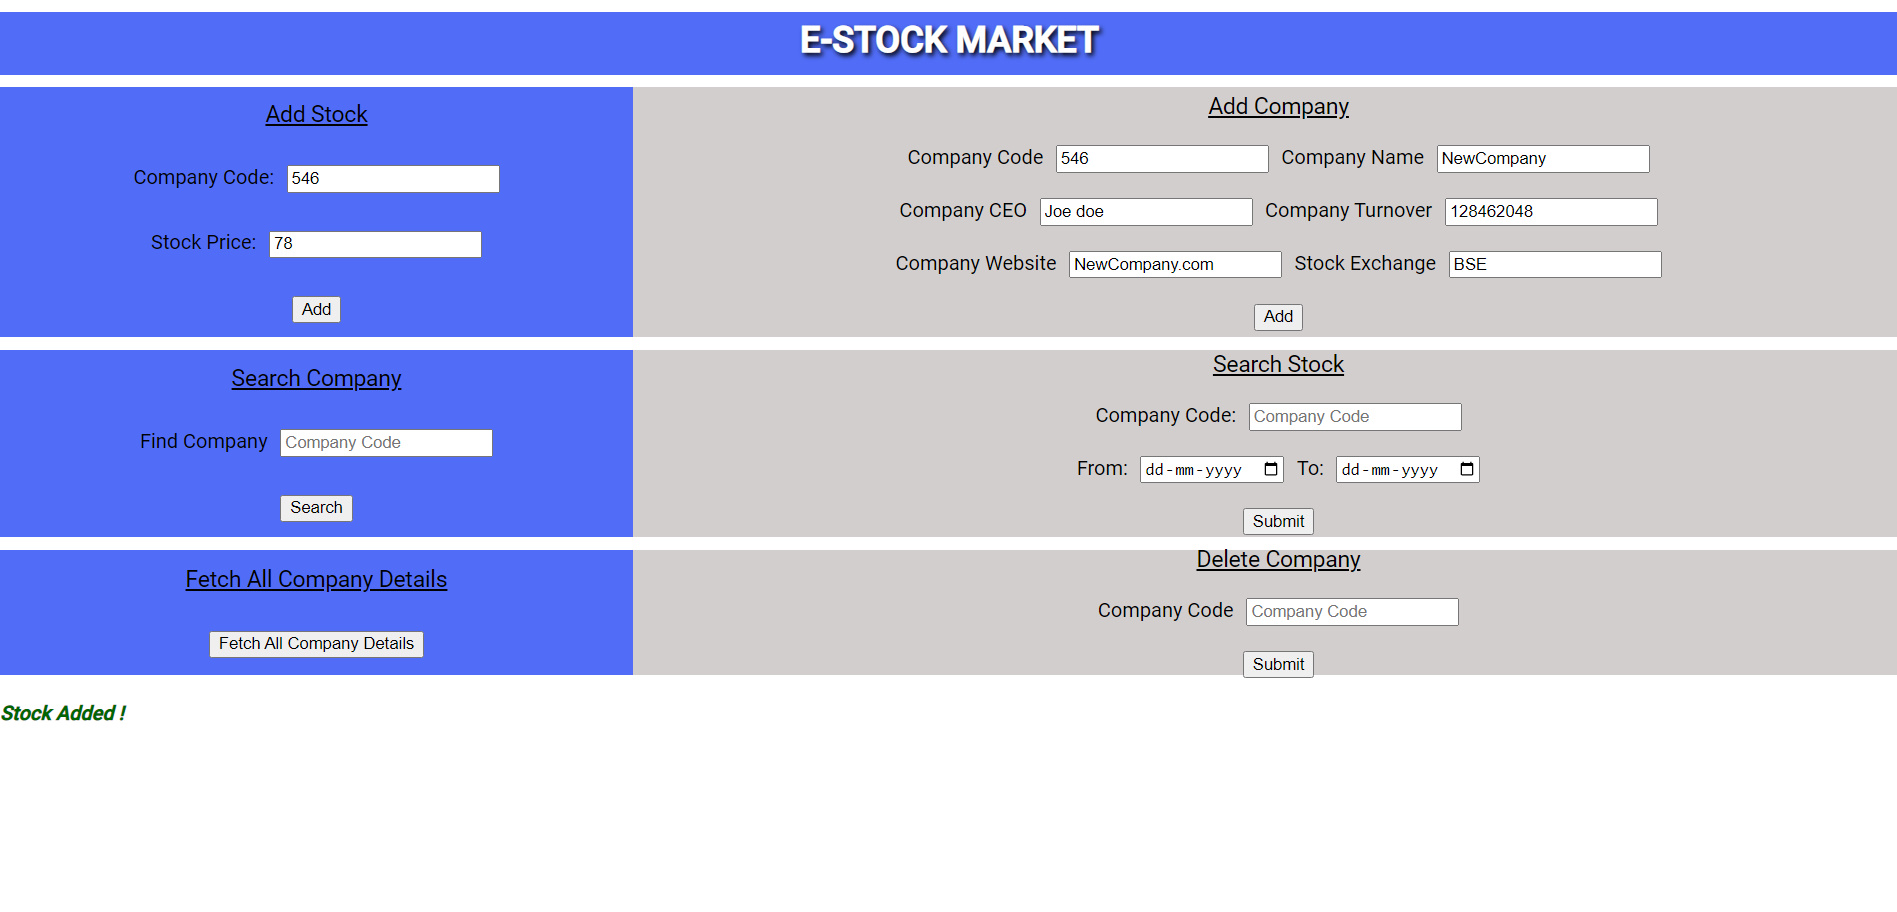 E-STOCK MARKET
Add Stock
Company Code: 546
Stock Price: 78
Add
Add Company
Company Code 546 Company Name NewCompany
Company CEO Joe doe Company Turnover 128462048
Company Website NewCompany.com Stock Exchange BSE
Add
Search Company
Find Company Company Code
Search
Search Stock
Company Code: Company Code
From: dd-mm-yyyy To: dd-mm-yyyy
Submit
Fetch All Company Details
Fetch All Company Details
Delete Company
Company Code Company Code
Submit
Stock Added !